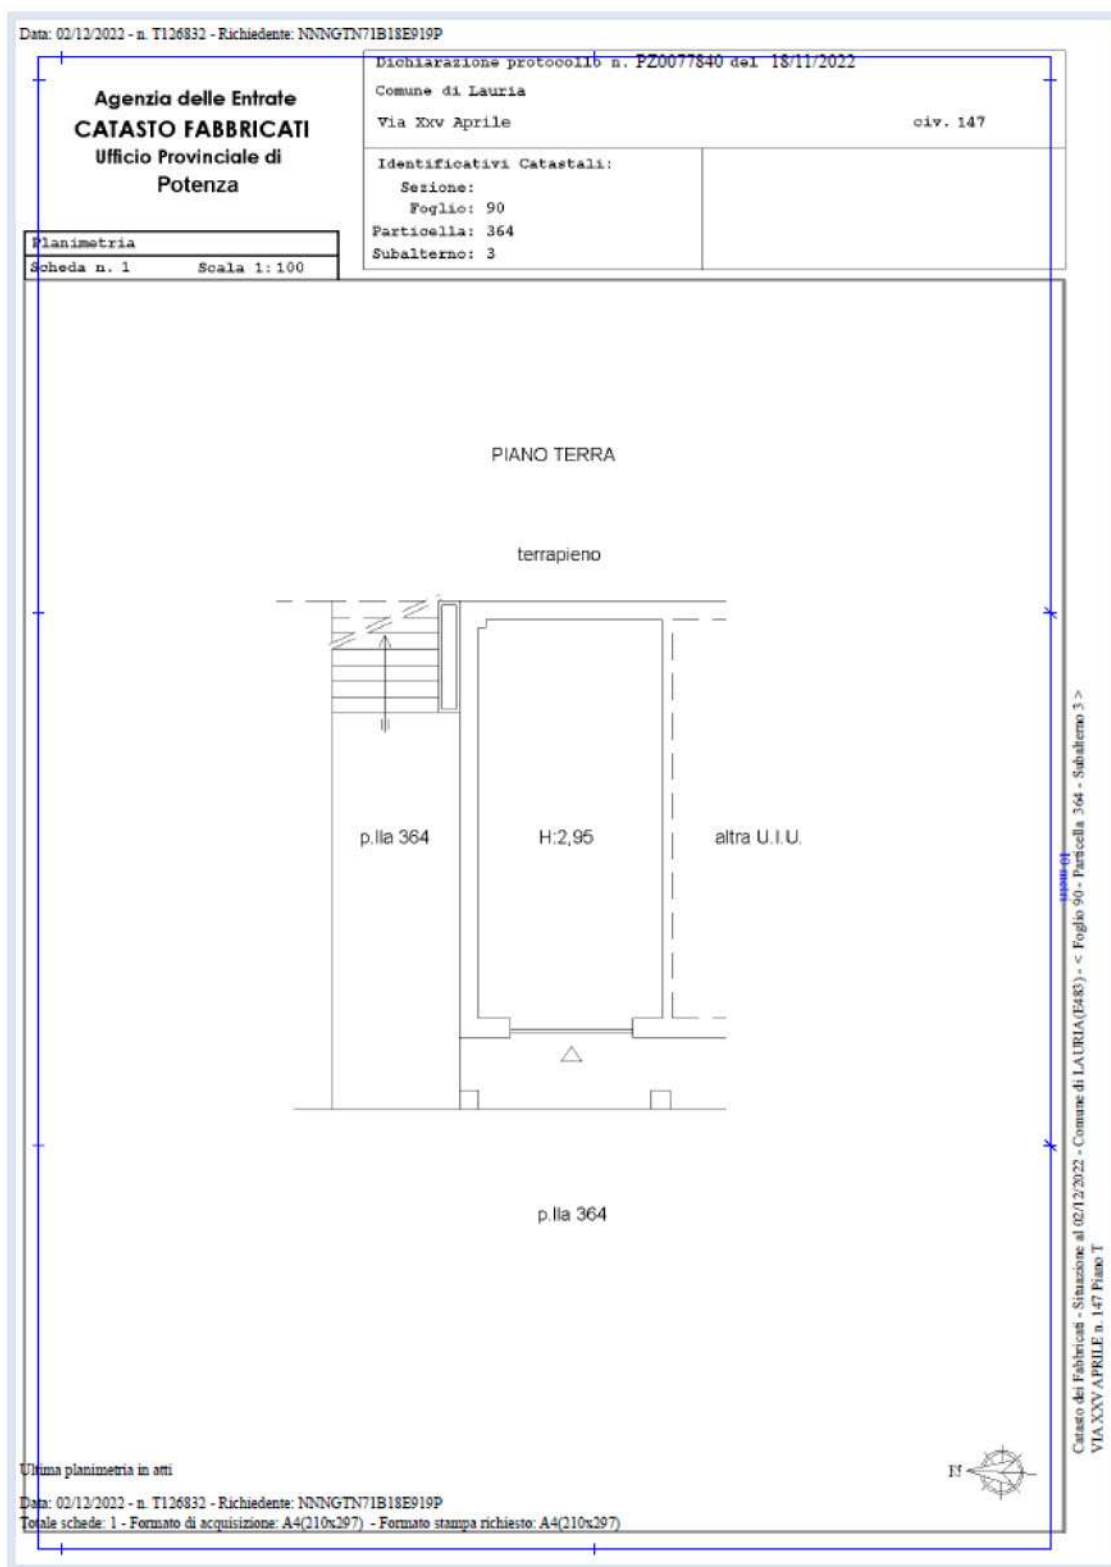 Data: 02/12/2022 - n. T126832 - Richiedente: NNNGTN71B18E919P
Agenzia delle Entrate
CATASTO FABBRICATI
Ufficio Provinciale di
Potenza
Dichiarazione protocollo n. PZ0077840 del 18/11/2022
Comune di Lauria
Via Xxv Aprile civ. 147
Identificativi Catastali:
Sezione:
Foglio: 90
Particella: 364
Subalterno: 3
Planimetria
Scheda n. 1 Scala 1:100
PIANO TERRA
terrapieno
p.lla 364
H:2,95
altra U.I.U.
p.lla 364
10 metri
Catasto dei Fabbricati - Situazione al 02/12/2022 - Comune di LAURIA(E483) - < Foglio 90 - Particella 364 - Subalterno 3 >
VIA XXV APRILE n. 147 Piano T
N
Ultima planimetria in atti
Data: 02/12/2022 - n. T126832 - Richiedente: NNNGTN71B18E919P
Totale schede: 1 - Formato di acquisizione: A4(210x297) - Formato stampa richiesto: A4(210x297)